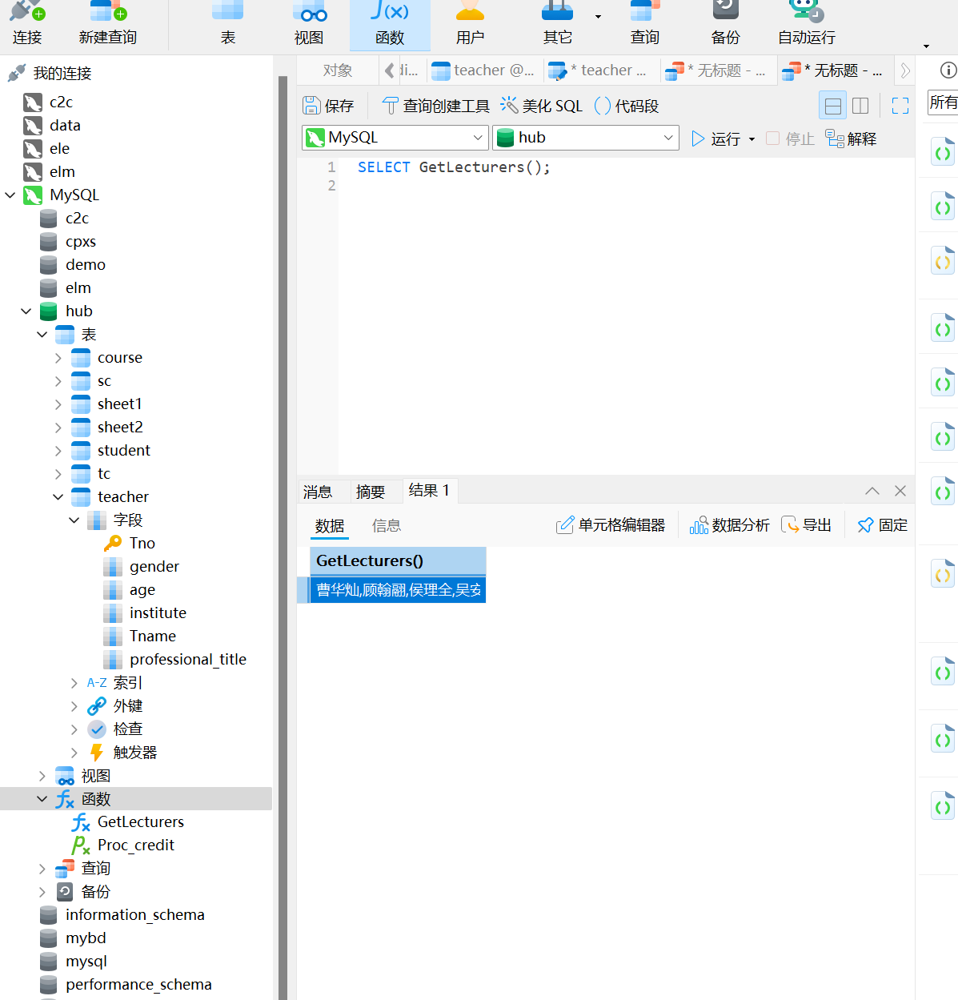 连接
新建查询
表
视图
函数
用户
其它
查询
备份
自动运行
我的连接
c2c
data
ele
elm
MySQL
c2c
cpxs
demo
elm
hub
表
course
sc
sheet1
sheet2
student
tc
teacher
字段
Tno
gender
age
institute
Tname
professional_title
A-Z 索引
外键
检查
触发器
视图
函数
GetLecturers
Proc_credit
查询
备份
information_schema
mybd
mysql
performance_schema
对象
di...
teacher @...
* teacher ...
* 无标题 - ...
* 无标题 - ...
保存
查询创建工具
美化 SQL
() 代码段
MySQL
hub
运行
停止
解释
1 SELECT GetLecturers();
2
消息
摘要
结果 1
数据
信息
单元格编辑器
数据分析
导出
固定
GetLecturers()
曹华灿,顾翰翮,侯理全,吴安
所有